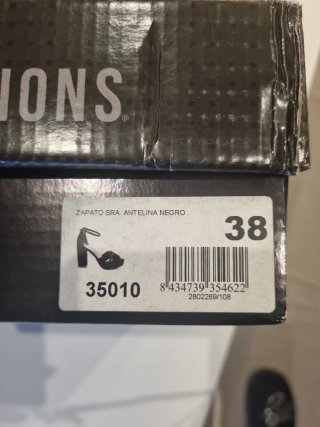 IONS®
ZAPATO SRA. ANTELINA NEGRO
38
35010
8 434739 354622
2802269/108